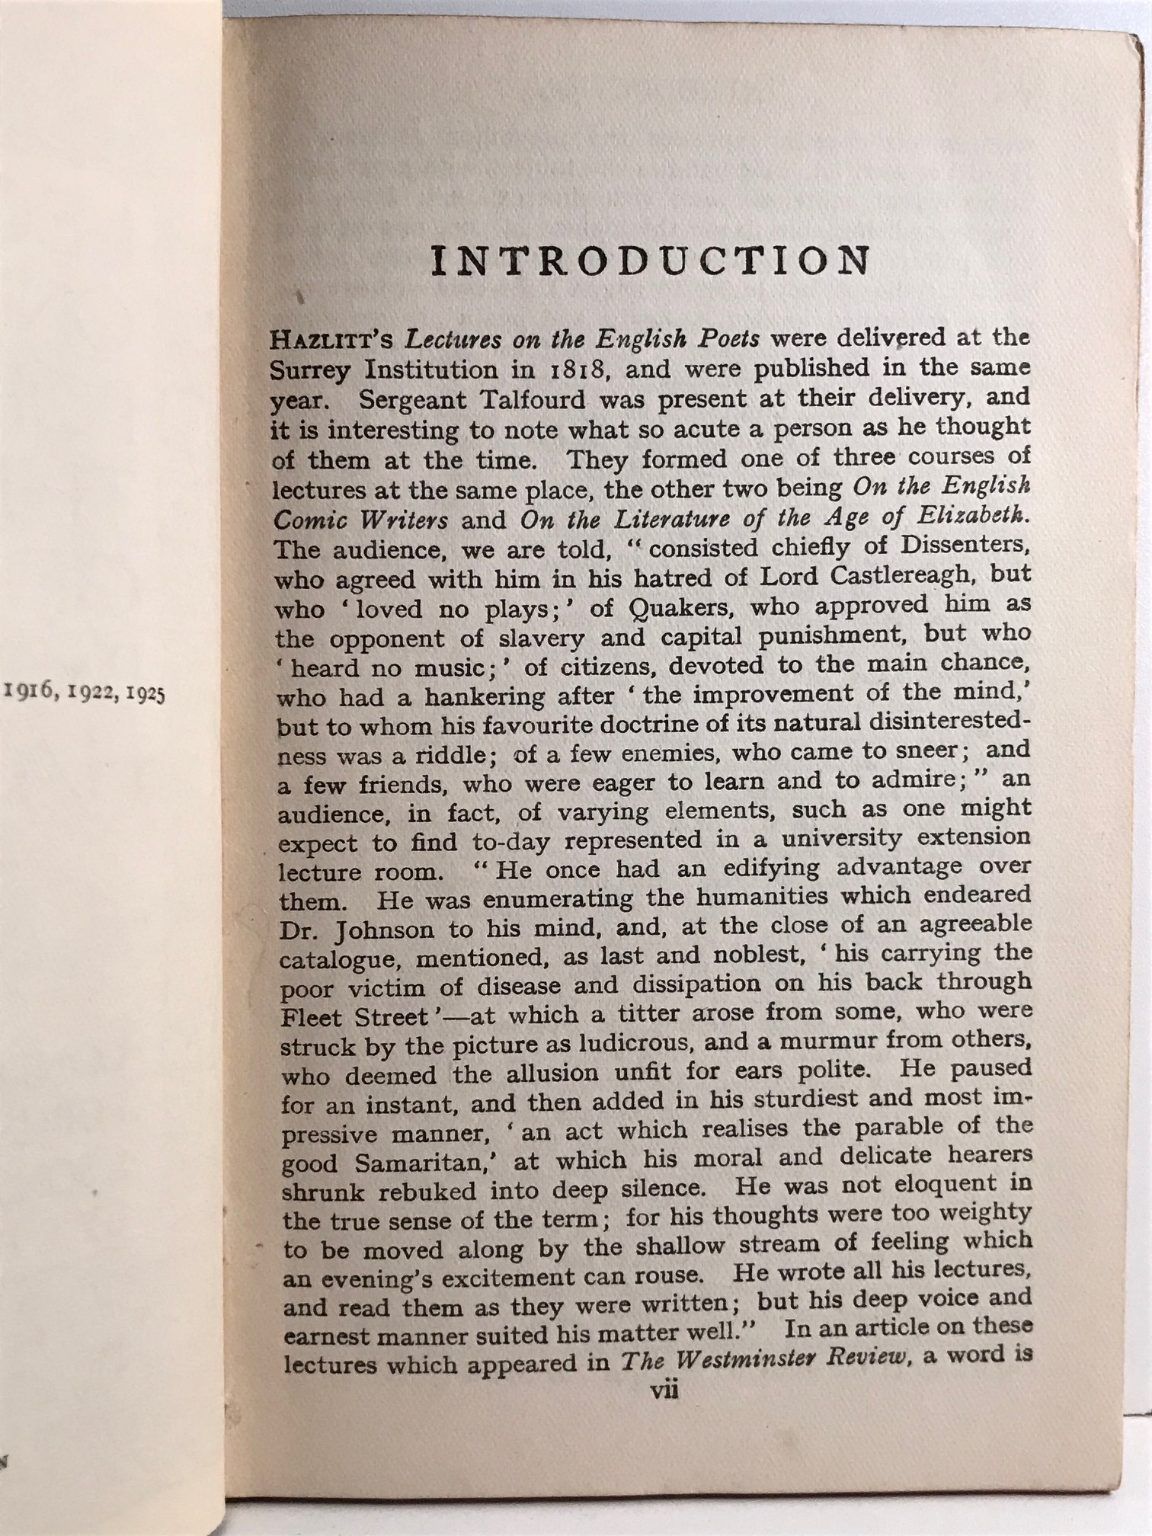 1916, 1922, 1925
INTRODUCTION
HAZLITT'S Lectures on the English Poets were delivered at the
Surrey Institution in 1818, and were published in the same
year. Sergeant Talfourd was present at their delivery, and
it is interesting to note what so acute a person as he thought
of them at the time. They formed one of three courses of
lectures at the same place, the other two being On the English
Comic Writers and On the Literature of the Age of Elizabeth.
The audience, we are told, “consisted chiefly of Dissenters,
who agreed with him in his hatred of Lord Castlereagh, but
who ‘loved no plays;’ of Quakers, who approved him as
the opponent of slavery and capital punishment, but who
‘heard no music;’ of citizens, devoted to the main chance,
who had a hankering after ‘the improvement of the mind,’
but to whom his favourite doctrine of its natural disinterested-
ness was a riddle; of a few enemies, who came to sneer; and
a few friends, who were eager to learn and to admire;” an
audience, in fact, of varying elements, such as one might
expect to find to-day represented in a university extension
lecture room. “He once had an edifying advantage over
them. He was enumerating the humanities which endeared
Dr. Johnson to his mind, and, at the close of an agreeable
catalogue, mentioned, as last and noblest, ‘his carrying the
poor victim of disease and dissipation on his back through
Fleet Street’—at which a titter arose from some, who were
struck by the picture as ludicrous, and a murmur from others,
who deemed the allusion unfit for ears polite. He paused
for an instant, and then added in his sturdiest and most im-
pressive manner, ‘an act which realises the parable of the
good Samaritan,’ at which his moral and delicate hearers
shrunk rebuked into deep silence. He was not eloquent in
the true sense of the term; for his thoughts were too weighty
to be moved along by the shallow stream of feeling which
an evening's excitement can rouse. He wrote all his lectures,
and read them as they were written; but his deep voice and
earnest manner suited his matter well.” In an article on these
lectures which appeared in The Westminster Review, a word is
vii